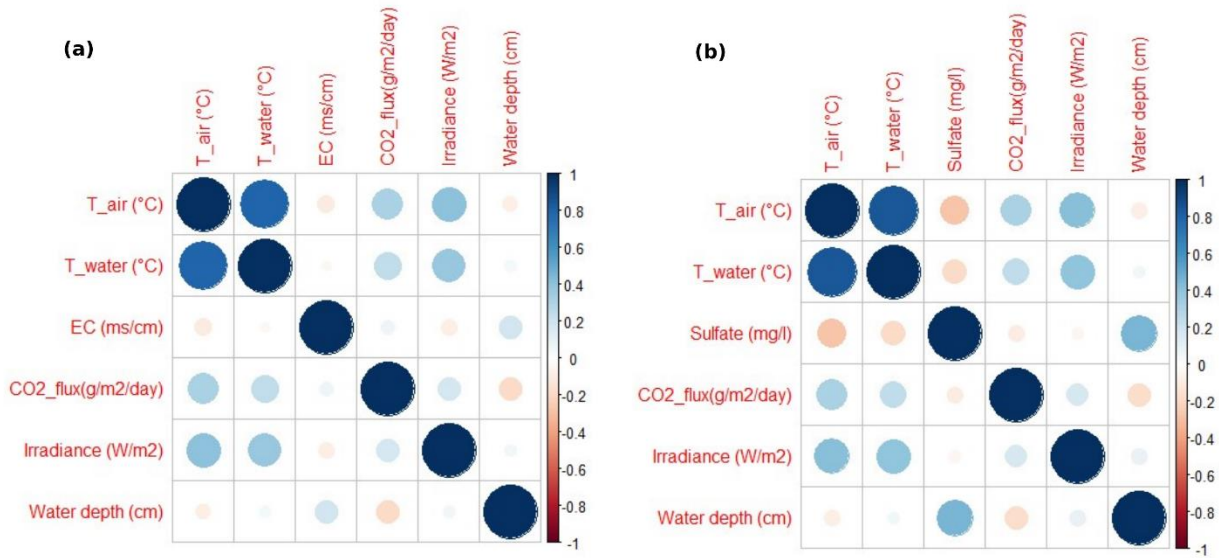 (a)
T_air (°C)
T_water (°C)
EC (ms/cm)
CO2_flux(g/m2/day)
Irradiance (W/m2)
Water depth (cm)
T_air (°C)
T_water (°C)
EC (ms/cm)
CO2_flux(g/m2/day)
Irradiance (W/m2)
Water depth (cm)
1
0.8
0.6
0.4
0.2
0
-0.2
-0.4
-0.6
-0.8
-1
(b)
T_air (°C)
T_water (°C)
Sulfate (mg/l)
CO2_flux (g/m2/day)
Irradiance (W/m2)
Water depth (cm)
T_air (°C)
T_water (°C)
Sulfate (mg/l)
CO2_flux(g/m2/day)
Irradiance (W/m2)
Water depth (cm)
1
0.8
0.6
0.4
0.2
0
-0.2
-0.4
-0.6
-0.8
-1